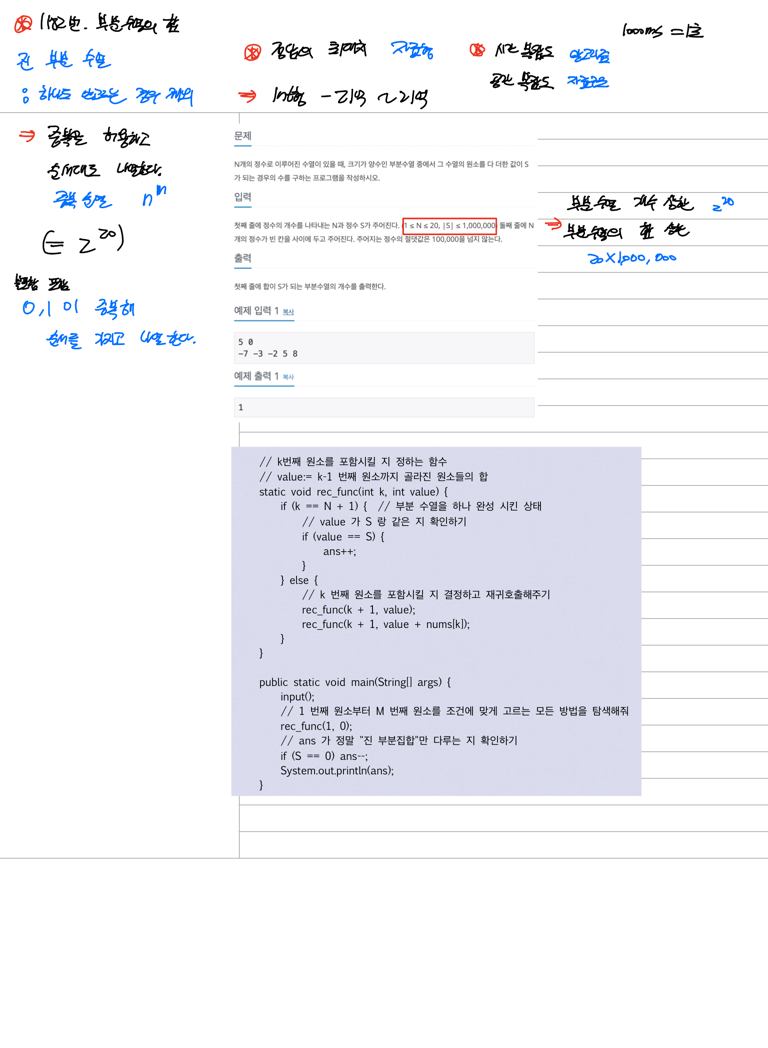 1182번. 부분수열의 합
진 부분 수열
: 하나도 안고르는 경우 제외
정답의 최대치 자료형
⇒ Int형 -21억 ~ 21억
시간 복잡도 알고리즘
공간 복잡도 자료구조
1000ms = 1초
⇒ 중복을 허용하고
순서대로 나열한다.
중복 순열 n^m
(= 2^20)
부분집합
0, 1 이 중복해
순서를 가지고 나열한다.
문제
N개의 정수로 이루어진 수열이 있을 때, 크기가 양수인 부분수열 중에서 그 수열의 원소를 다 더한 값이 S
가 되는 경우의 수를 구하는 프로그램을 작성하시오.
입력
첫째 줄에 정수의 개수를 나타내는 N과 정수 S가 주어진다. (1 ≤ N ≤ 20, |S| ≤ 1,000,000) 둘째 줄에 N
개의 정수가 빈 칸을 사이에 두고 주어진다. 주어지는 정수의 절댓값은 100,000을 넘지 않는다.
출력
첫째 줄에 합이 S가 되는 부분수열의 개수를 출력한다.
예제 입력 1 복사
5 0
-7 -3 -2 5 8
예제 출력 1 복사
1
부분수열 개수 상한 2^20
⇒ 부분수열의 합 상한
20 × 1,000,000
// k번째 원소를 포함시킬 지 정하는 함수
// value:= k-1 번째 원소까지 골라진 원소들의 합
static void rec_func(int k, int value) {
if (k == N + 1) { // 부분 수열을 하나 완성 시킨 상태
// value 가 S 랑 같은 지 확인하기
if (value == S) {
ans++;
}
} else {
// k 번째 원소를 포함시킬 지 결정하고 재귀호출해주기
rec_func(k + 1, value);
rec_func(k + 1, value + nums[k]);
}
}
public static void main(String[] args) {
input();
// 1 번째 원소부터 M 번째 원소를 조건에 맞게 고르는 모든 방법을 탐색해줘
rec_func(1, 0);
// ans 가 정말 "진 부분집합"만 다루는 지 확인하기
if (S == 0) ans--;
System.out.println(ans);
}